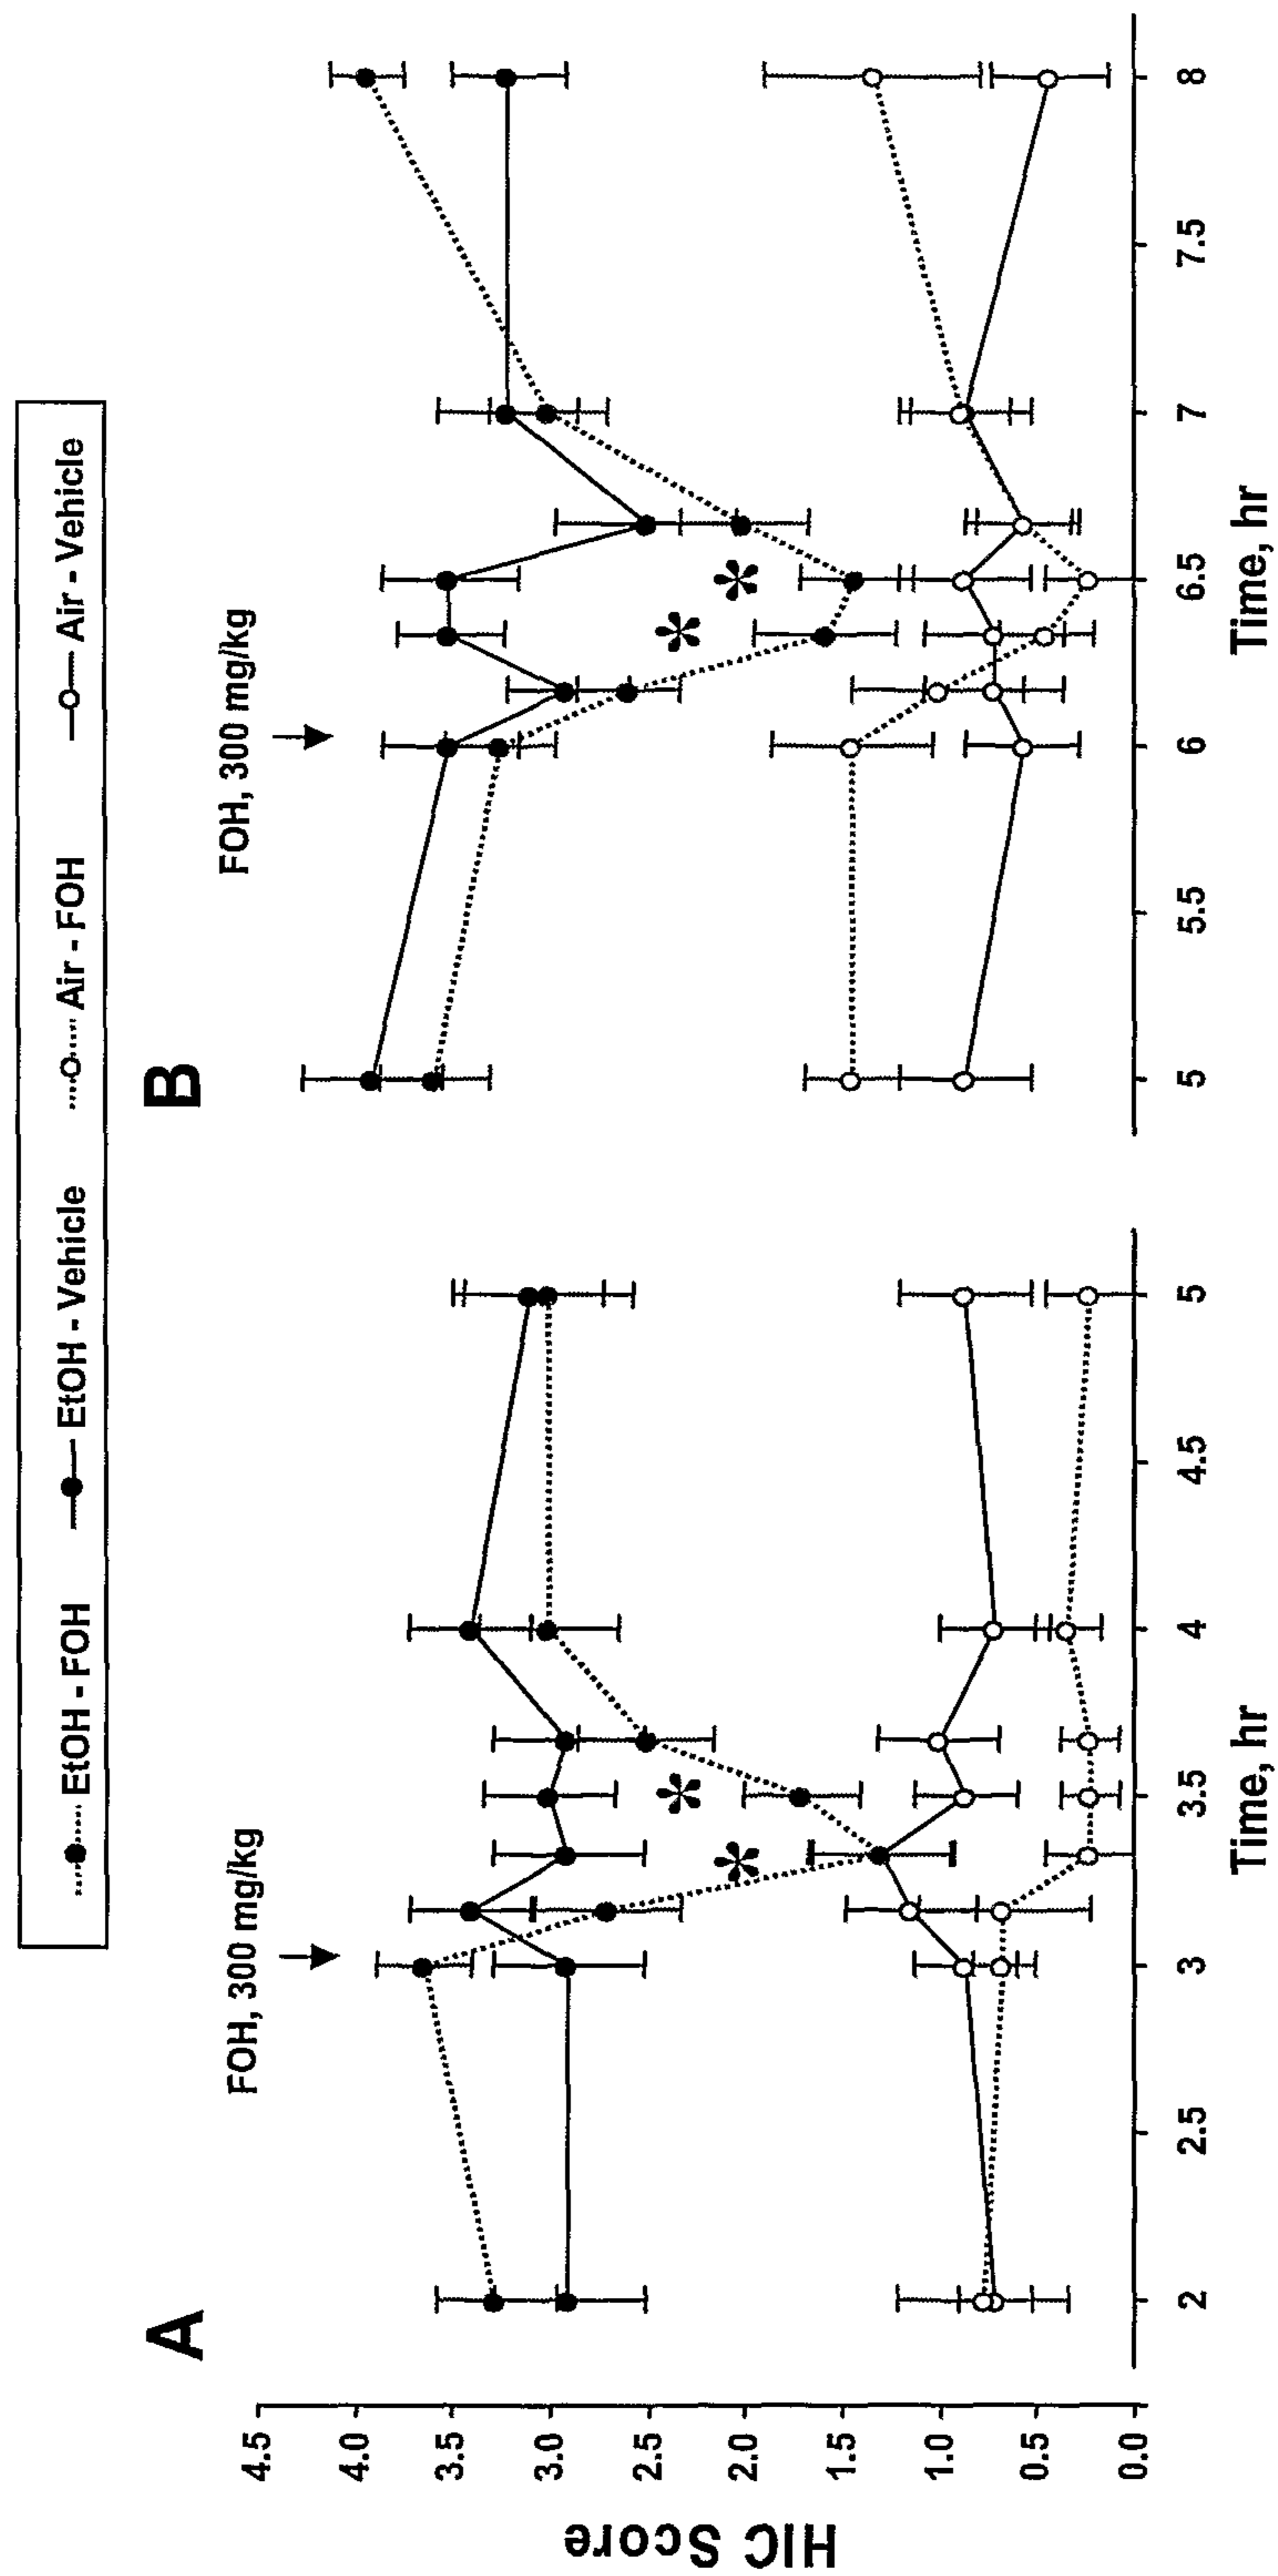 EtOH - FOH EtOH - Vehicle Air - FOH Air - Vehicle
A
FOH, 300 mg/kg
*
*
HIC Score
4.5
4.0
3.5
3.0
2.5
2.0
1.5
1.0
0.5
0.0
2 2.5 3 3.5 4 4.5 5
Time, hr
B
FOH, 300 mg/kg
*
*
5 5.5 6 6.5 7 7.5 8
Time, hr